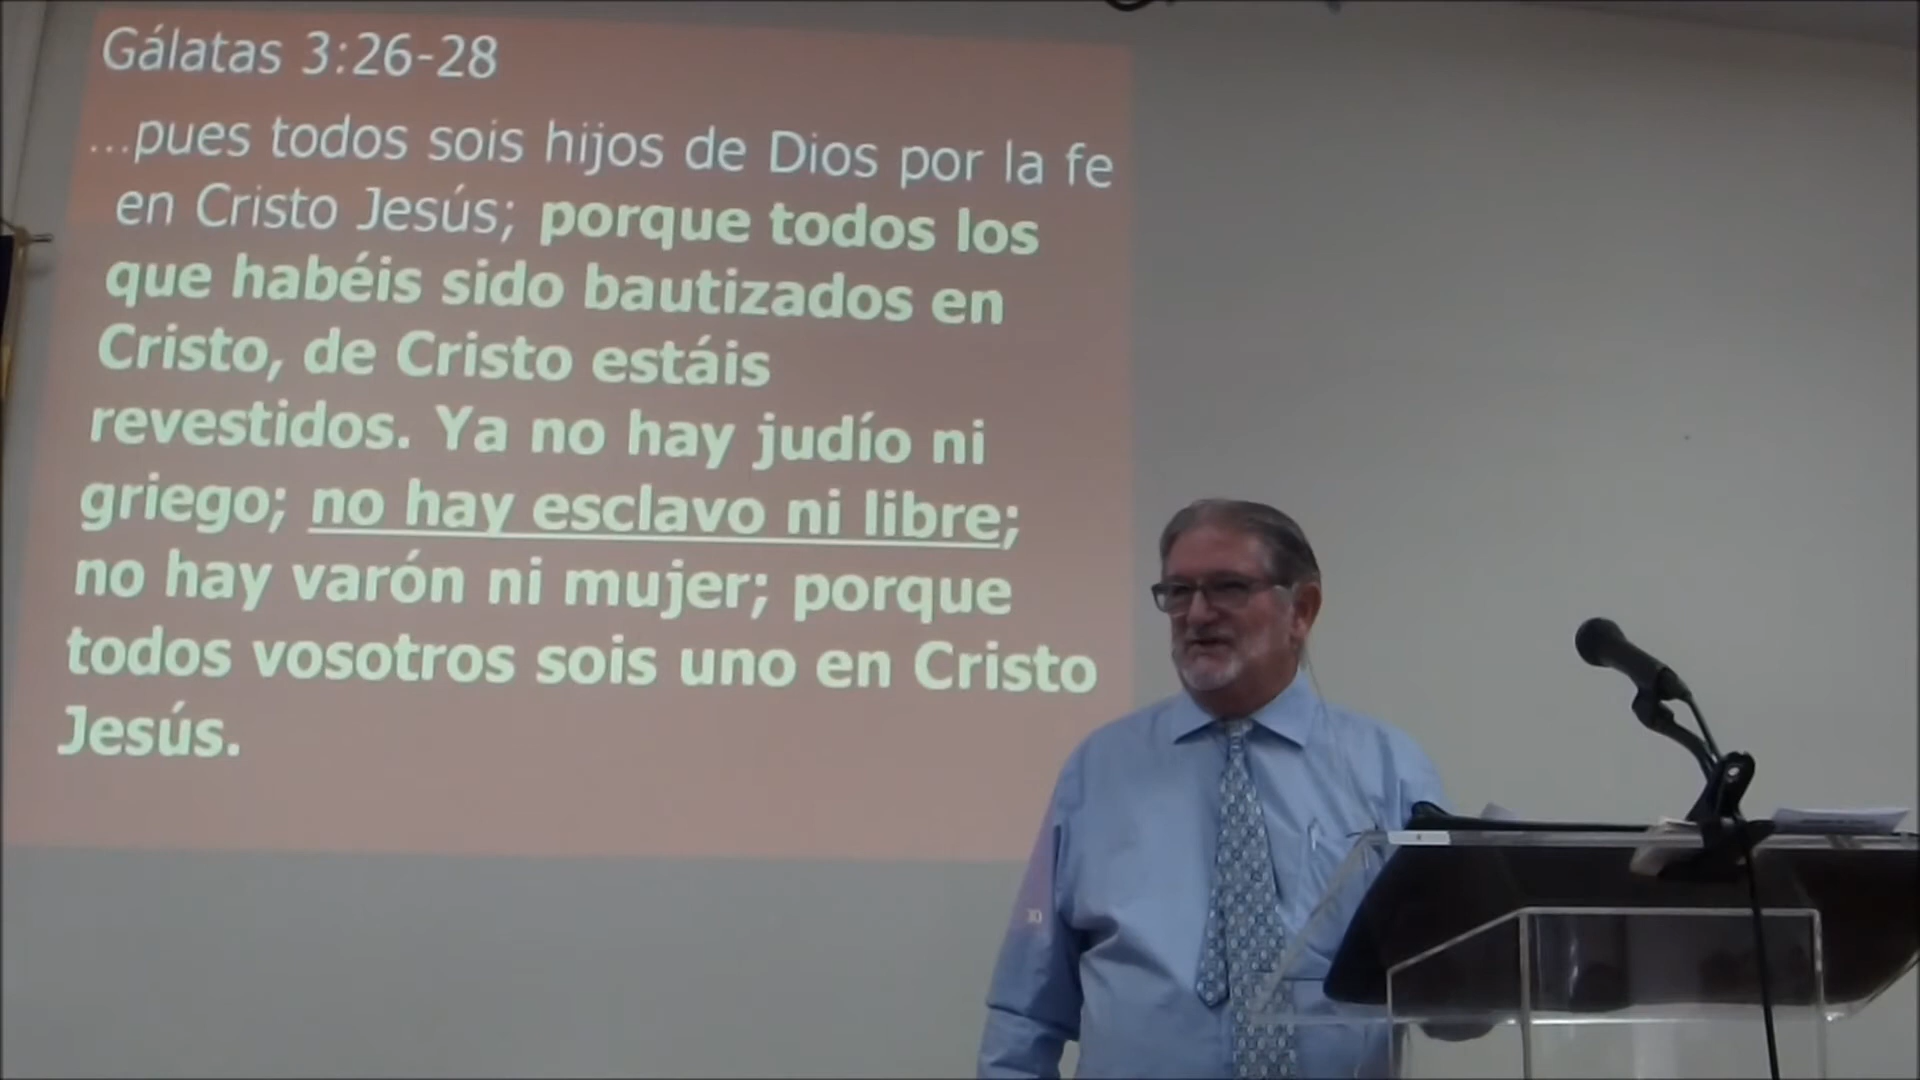 Gálatas 3:26-28
...pues todos sois hijos de Dios por la fe
en Cristo Jesús; porque todos los
que habéis sido bautizados en
Cristo, de Cristo estáis
revestidos. Ya no hay judío ni
griego; no hay esclavo ni libre;
no hay varón ni mujer; porque
todos vosotros sois uno en Cristo
Jesús.
30